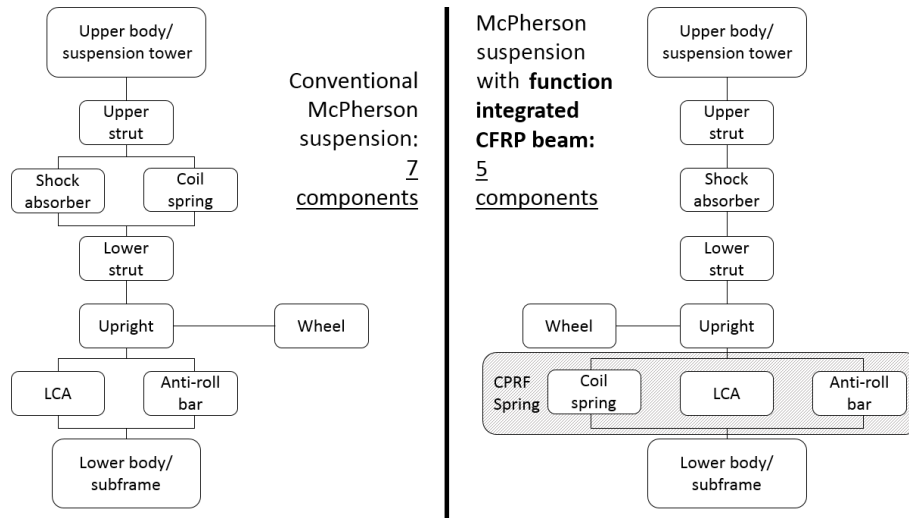 Upper body/
suspension tower
Conventional
McPherson
suspension:
7
components
Upper
strut
Shock
absorber
Coil
spring
Lower
strut
Upright
Wheel
LCA
Anti-roll
bar
Lower body/
subframe
McPherson
suspension
with function
integrated
CFRP beam:
5
components
Upper body/
suspension tower
Upper
strut
Shock
absorber
Lower
strut
Wheel
Upright
CPRF
Spring
Coil
spring
LCA
Anti-roll
bar
Lower body/
subframe